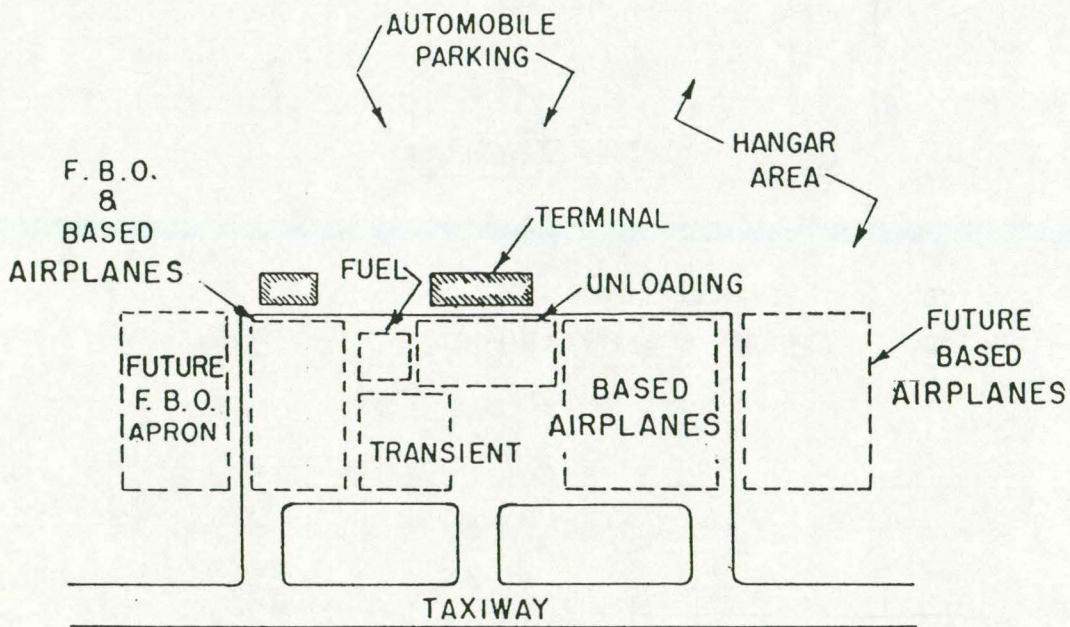 AUTOMOBILE
PARKING
HANGAR
AREA
F. B. O.
&
BASED
AIRPLANES
TERMINAL
FUEL
UNLOADING
FUTURE
BASED
AIRPLANES
FUTURE
F. B. O.
APRON
BASED
AIRPLANES
TRANSIENT
TAXIWAY